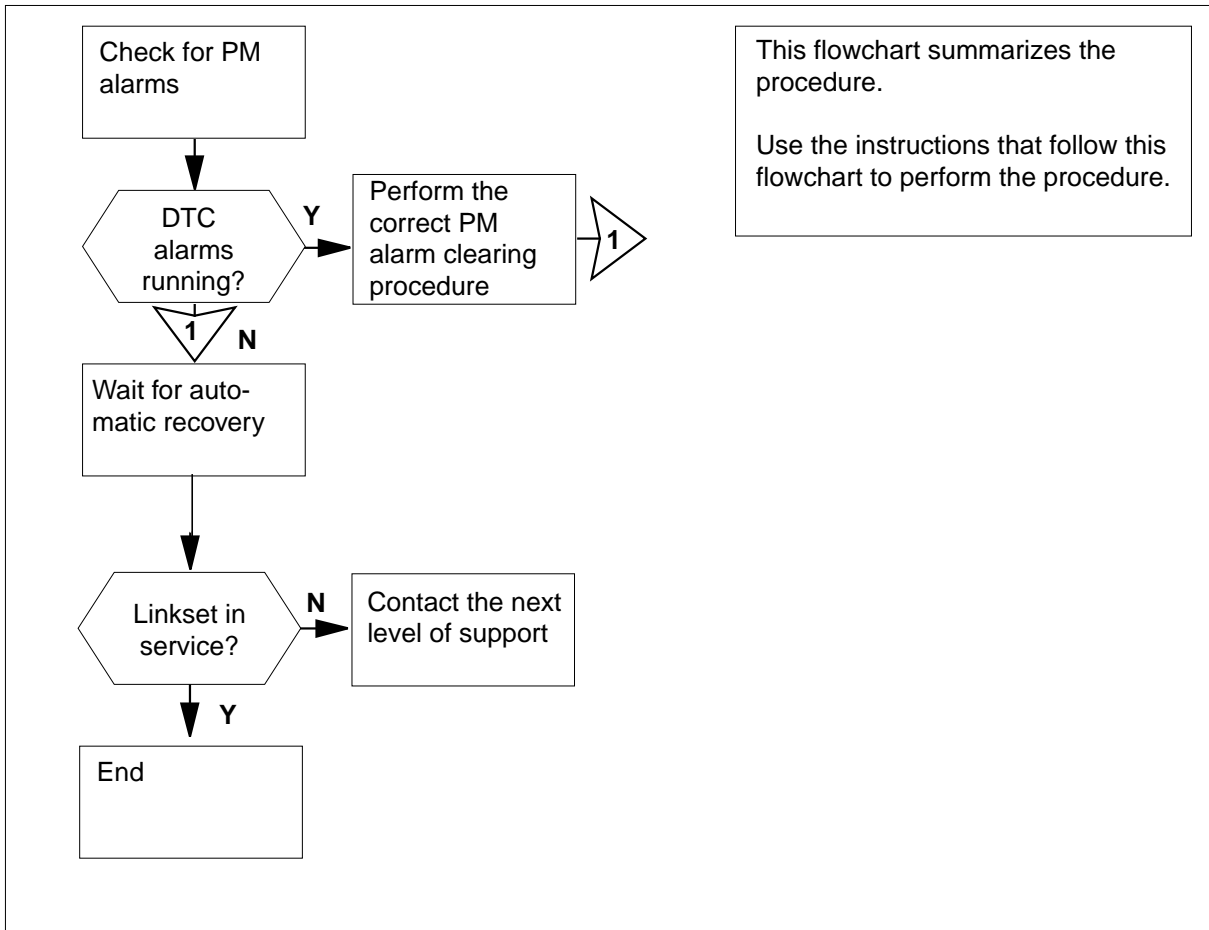 Check for PM
alarms
DTC
alarms
running?
Y
Perform the
correct PM
alarm clearing
procedure
1
1
N
Wait for auto-
matic recovery
Linkset in
service?
N
Contact the next
level of support
Y
End
This flowchart summarizes the
procedure.
Use the instructions that follow this
flowchart to perform the procedure.